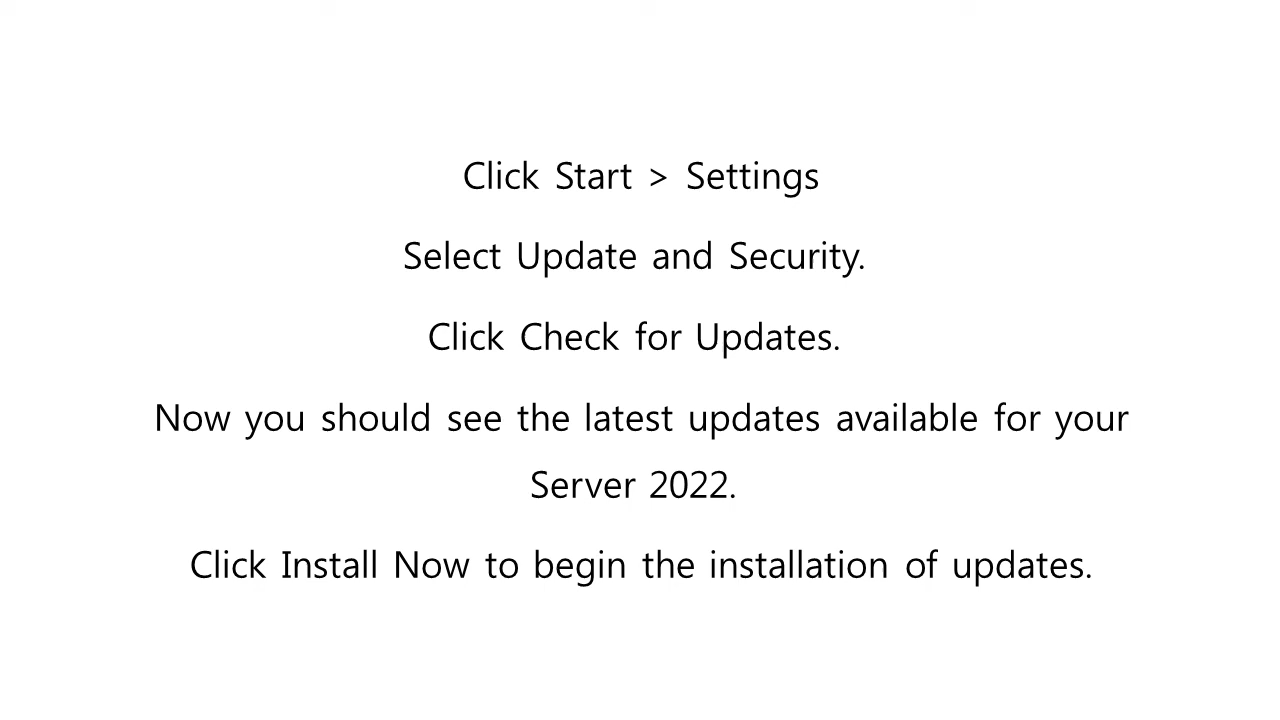 Click Start > Settings
Select Update and Security.
Click Check for Updates.
Now you should see the latest updates available for your
Server 2022.
Click Install Now to begin the installation of updates.